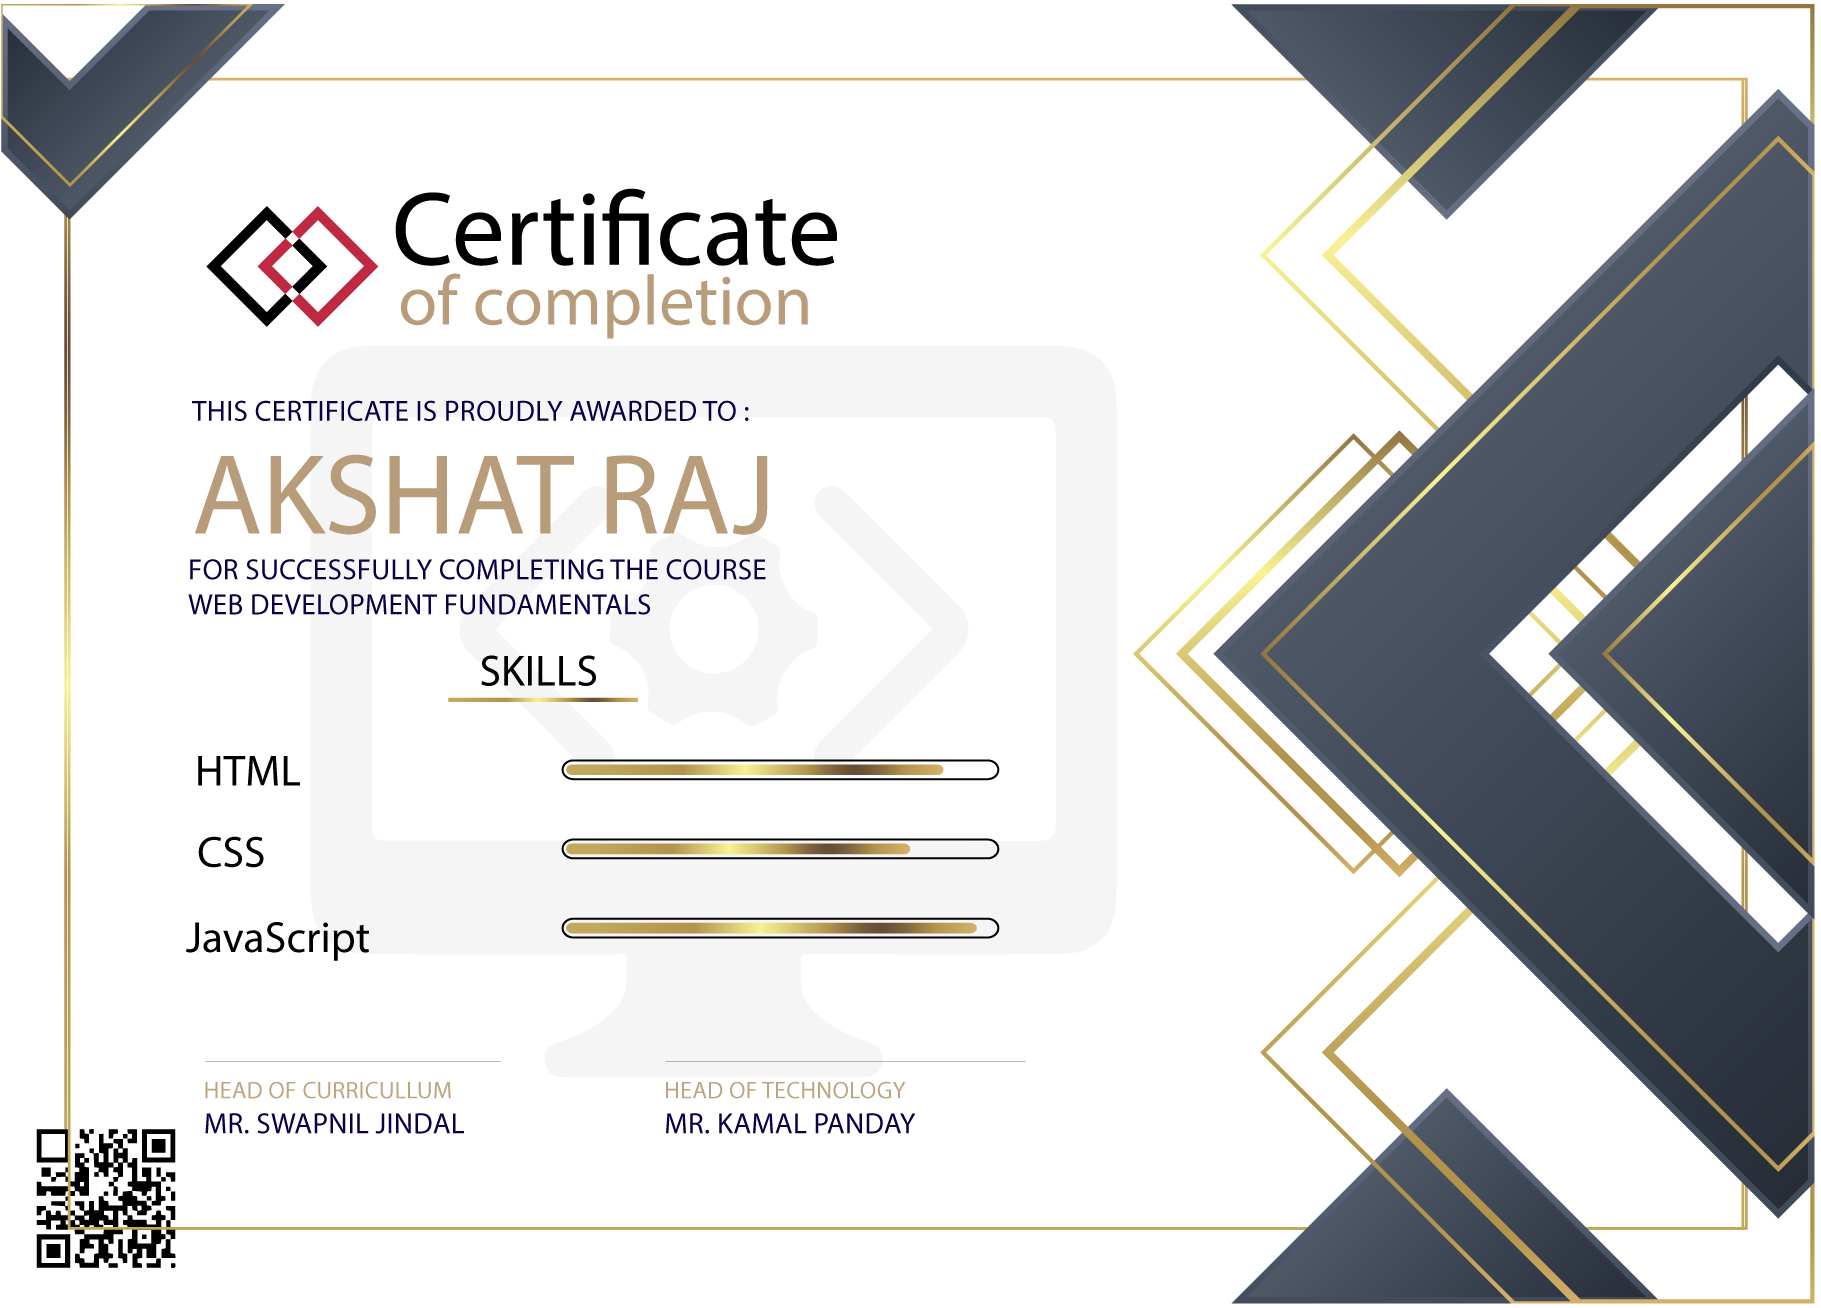 Certificate
of completion
THIS CERTIFICATE IS PROUDLY AWARDED TO :
AKSHAT RAJ
FOR SUCCESSFULLY COMPLETING THE COURSE
WEB DEVELOPMENT FUNDAMENTALS
SKILLS
HTML
CSS
JavaScript
HEAD OF CURRICULLUM
MR. SWAPNIL JINDAL
HEAD OF TECHNOLOGY
MR. KAMAL PANDAY